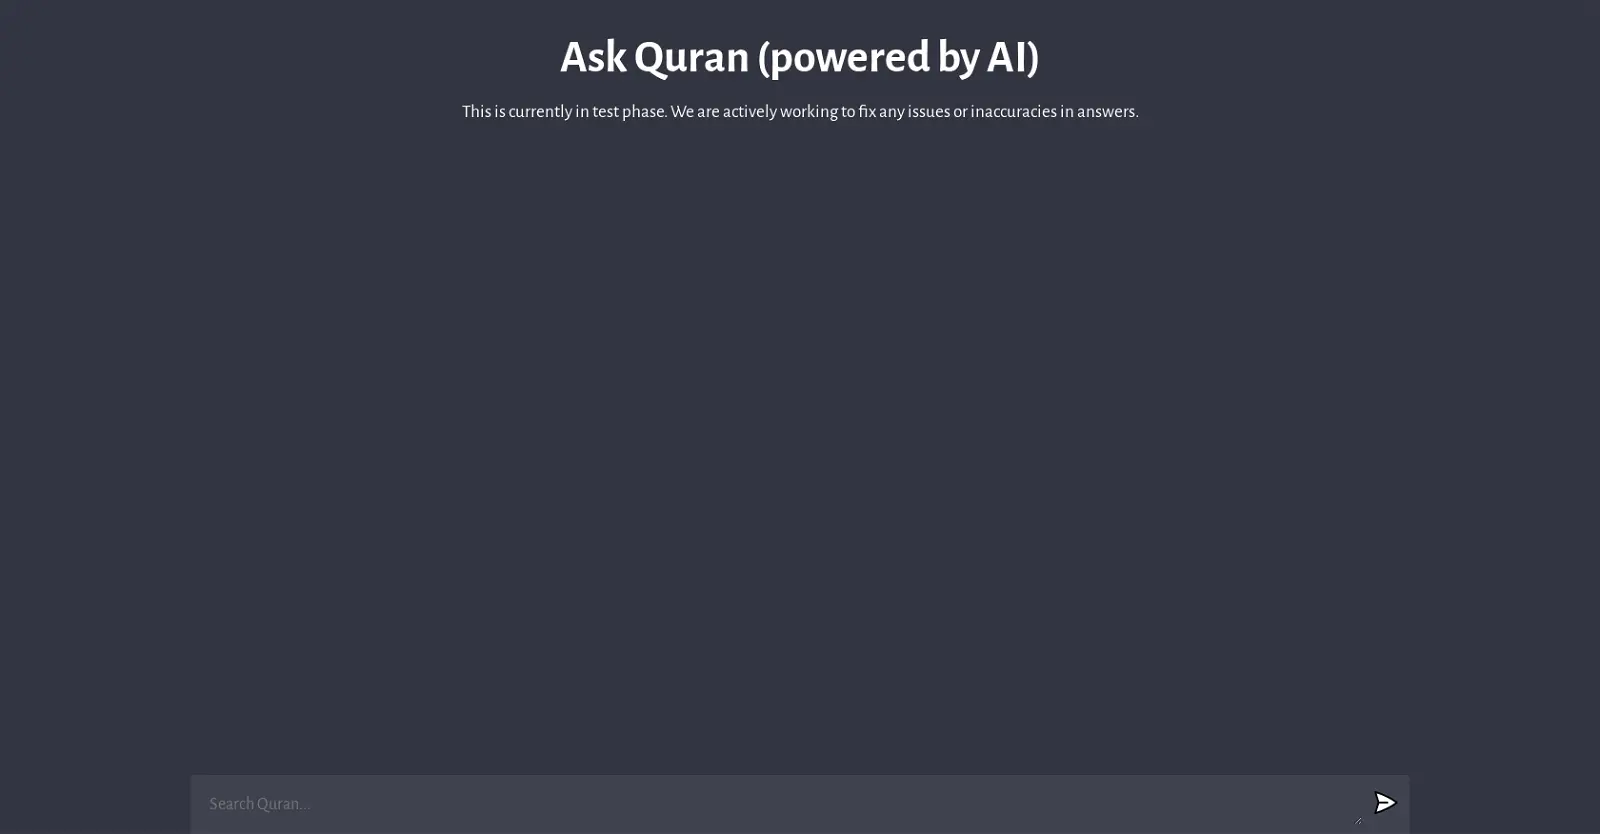 Ask Quran (powered by AI)
This is currently in test phase. We are actively working to fix any issues or inaccuracies in answers.
Search Quran...